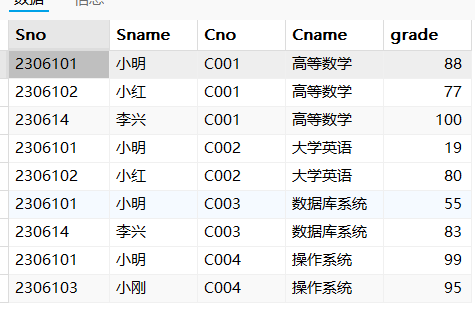 数据 信息
Sno Sname Cno Cname grade
2306101 小明 C001 高等数学 88
2306102 小红 C001 高等数学 77
230614 李兴 C001 高等数学 100
2306101 小明 C002 大学英语 19
2306102 小红 C002 大学英语 80
2306101 小明 C003 数据库系统 55
230614 李兴 C003 数据库系统 83
2306101 小明 C004 操作系统 99
2306103 小刚 C004 操作系统 95